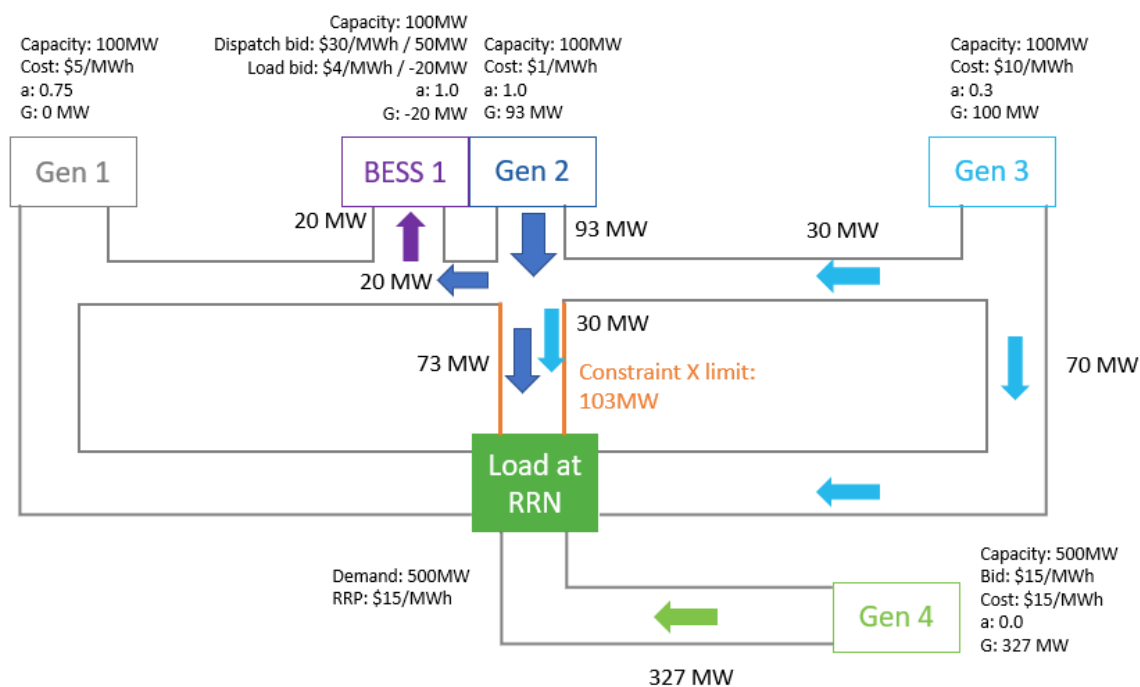 Capacity: 100MW
Cost: $5/MWh
a: 0.75
G: 0 MW
Gen 1
Capacity: 100MW
Dispatch bid: $30/MWh / 50MW
Load bid: $4/MWh / -20MW
a: 1.0
G: -20 MW
BESS 1
Capacity: 100MW
Cost: $1/MWh
a: 1.0
G: 93 MW
Gen 2
Capacity: 100MW
Cost: $10/MWh
a: 0.3
G: 100 MW
Gen 3
20 MW
93 MW
30 MW
20 MW
30 MW
73 MW
Constraint X limit:
103MW
70 MW
Load at
RRN
Demand: 500MW
RRP: $15/MWh
Capacity: 500MW
Bid: $15/MWh
Cost: $15/MWh
a: 0.0
G: 327 MW
Gen 4
327 MW